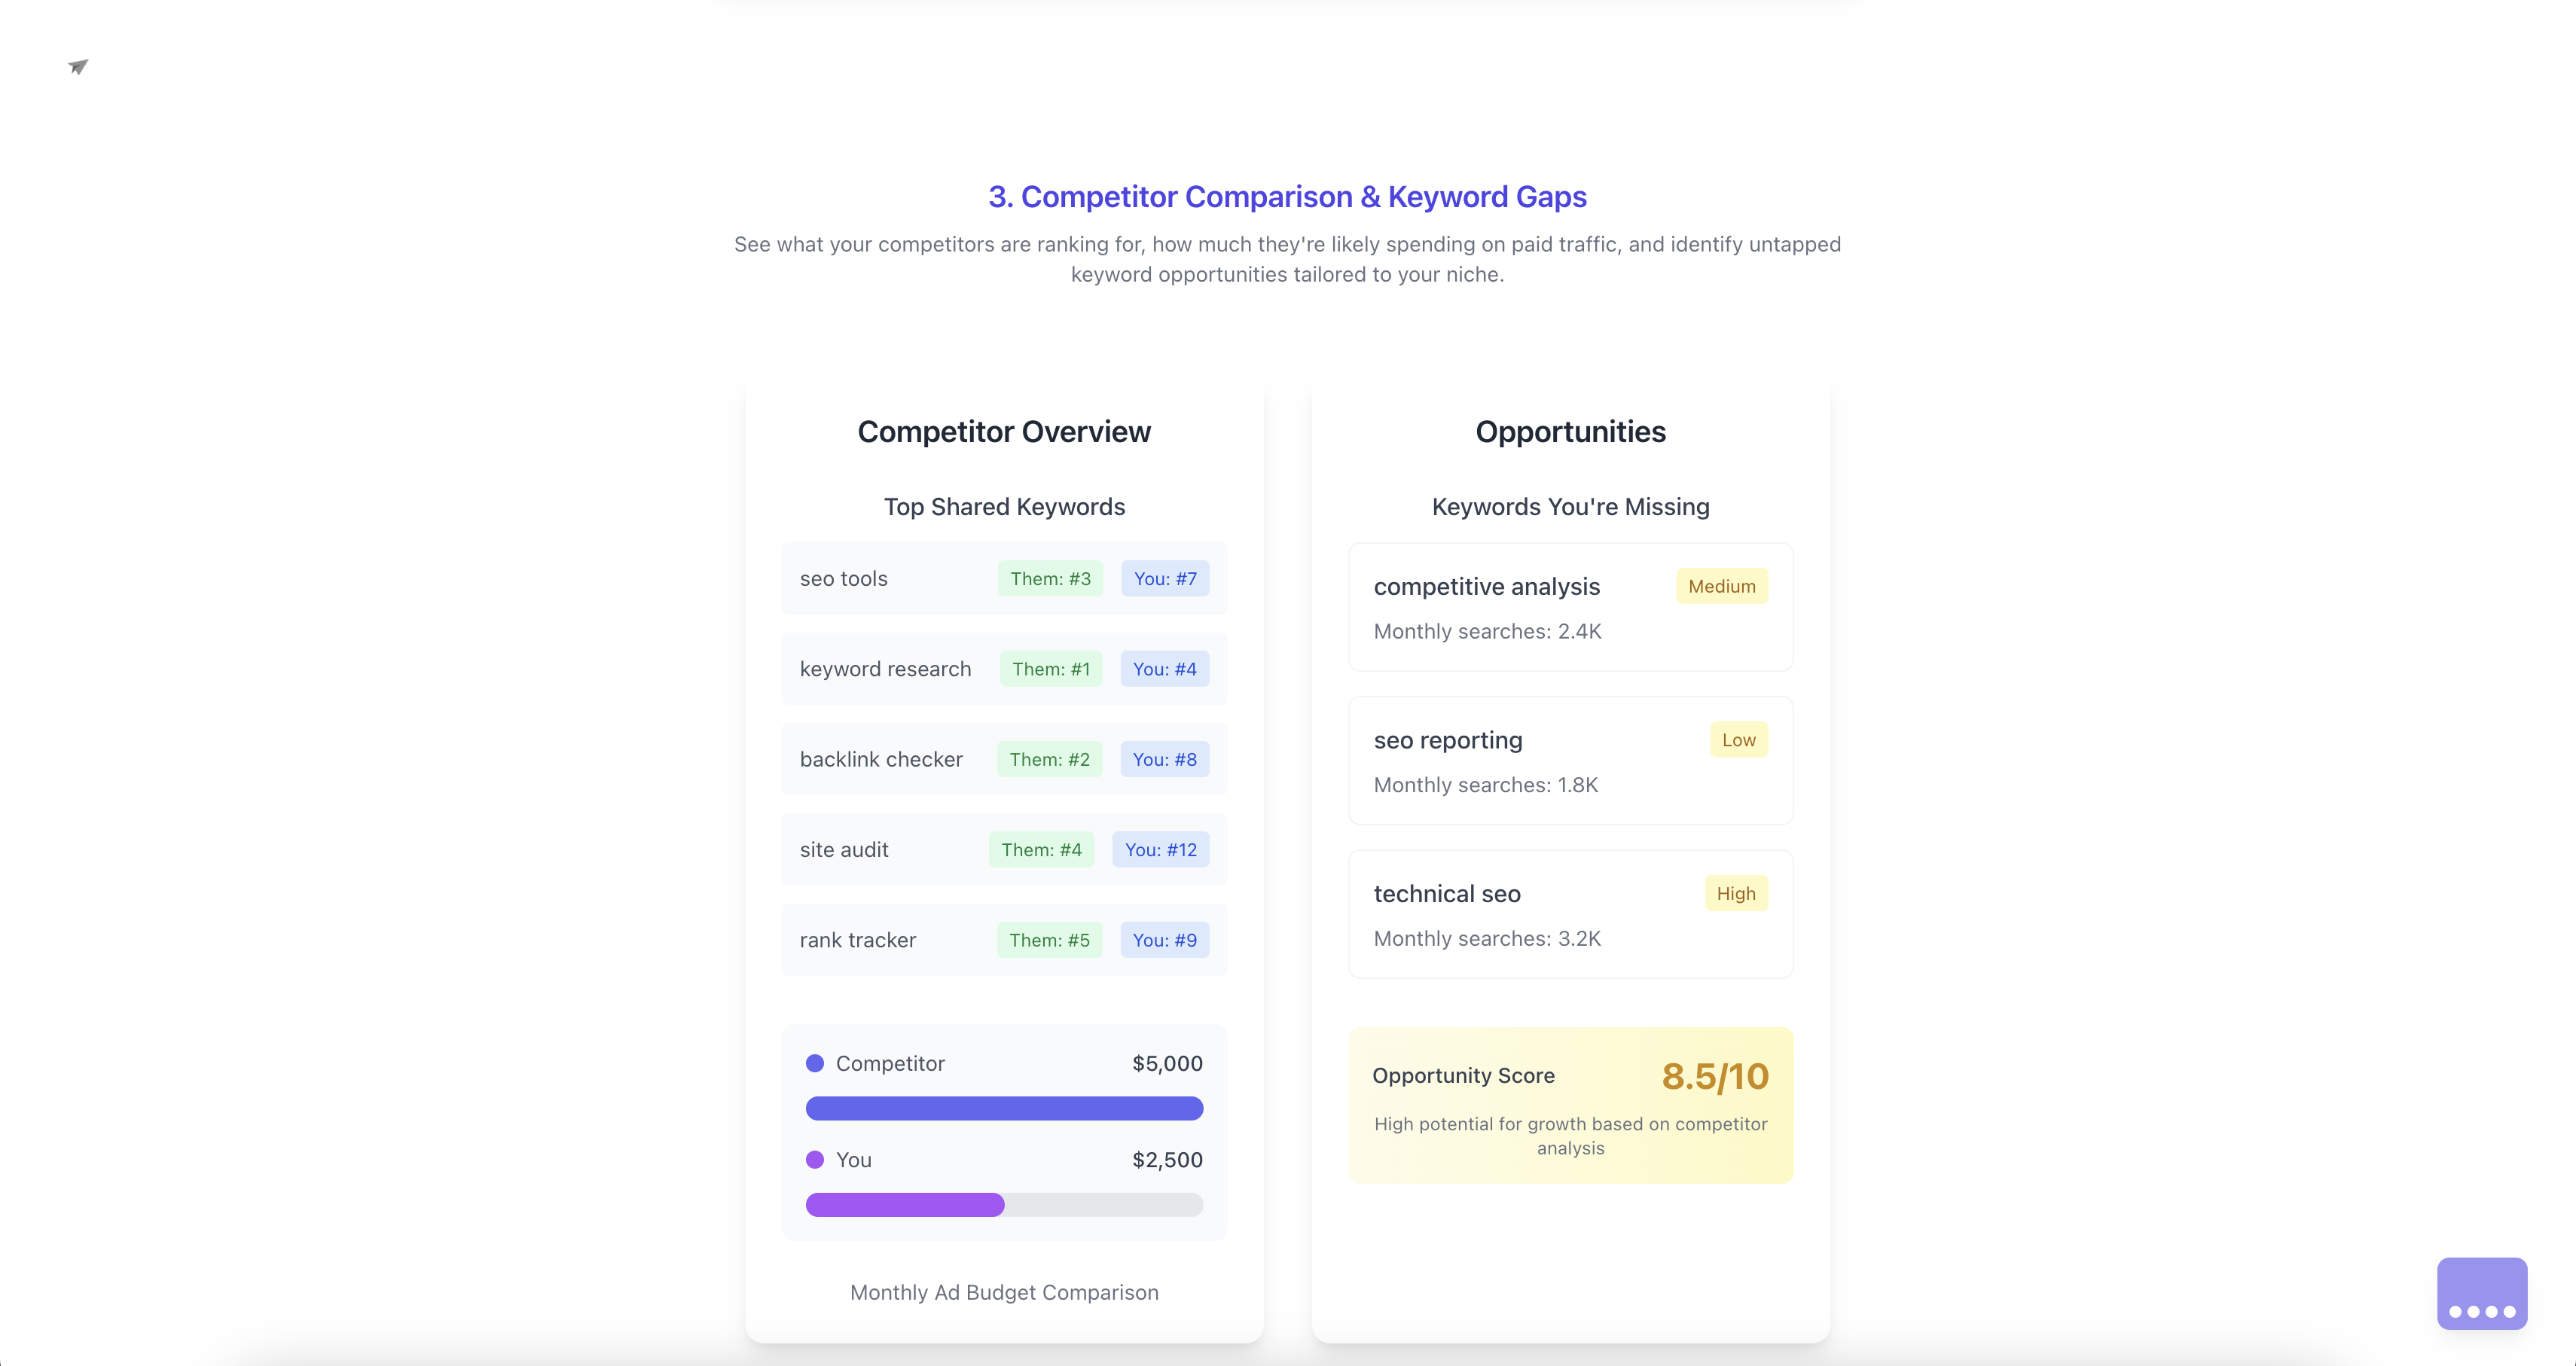 3. Competitor Comparison & Keyword Gaps
See what your competitors are ranking for, how much they're likely spending on paid traffic, and identify untapped
keyword opportunities tailored to your niche.
Competitor Overview
Top Shared Keywords
seo tools Them: #3 You: #7
keyword research Them: #1 You: #4
backlink checker Them: #2 You: #8
site audit Them: #4 You: #12
rank tracker Them: #5 You: #9
Competitor $5,000
You $2,500
Monthly Ad Budget Comparison
Opportunities
Keywords You're Missing
competitive analysis Medium
Monthly searches: 2.4K
seo reporting Low
Monthly searches: 1.8K
technical seo High
Monthly searches: 3.2K
Opportunity Score 8.5/10
High potential for growth based on competitor
analysis